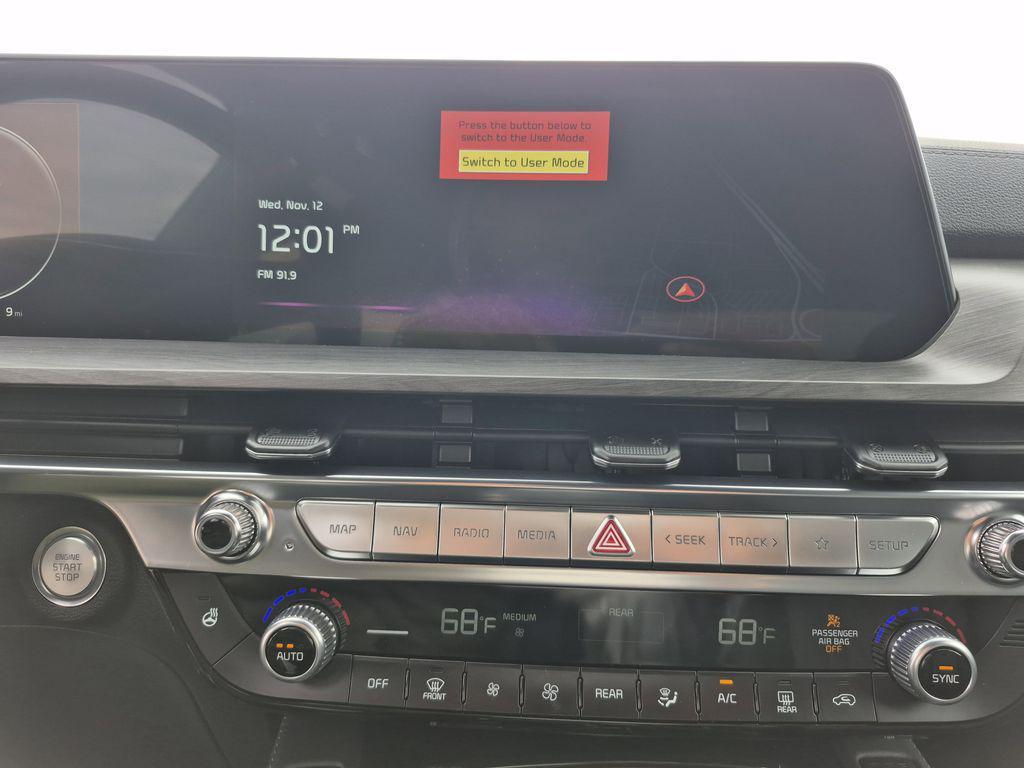 Press the button below to
switch to the User Mode.
Switch to User Mode
Wed, Nov. 12
12:01 PM
FM 91.9
9 mi
MAP
NAV
RADIO
MEDIA
< SEEK
TRACK >
SETUP
ENGINE
START
STOP
68°F
MEDIUM
REAR
68°F
PASSENGER
AIR BAG
OFF
AUTO
SYNC
OFF
FRONT
REAR
A/C
REAR